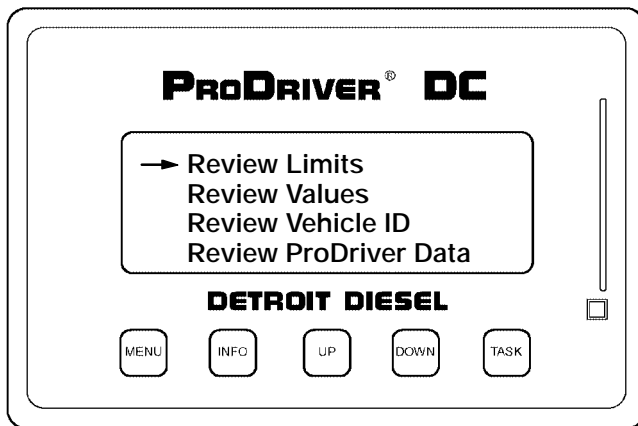 PRODRIVER® DC
Review Limits
Review Values
Review Vehicle ID
Review ProDriver Data
DETROIT DIESEL
MENU INFO UP DOWN TASK